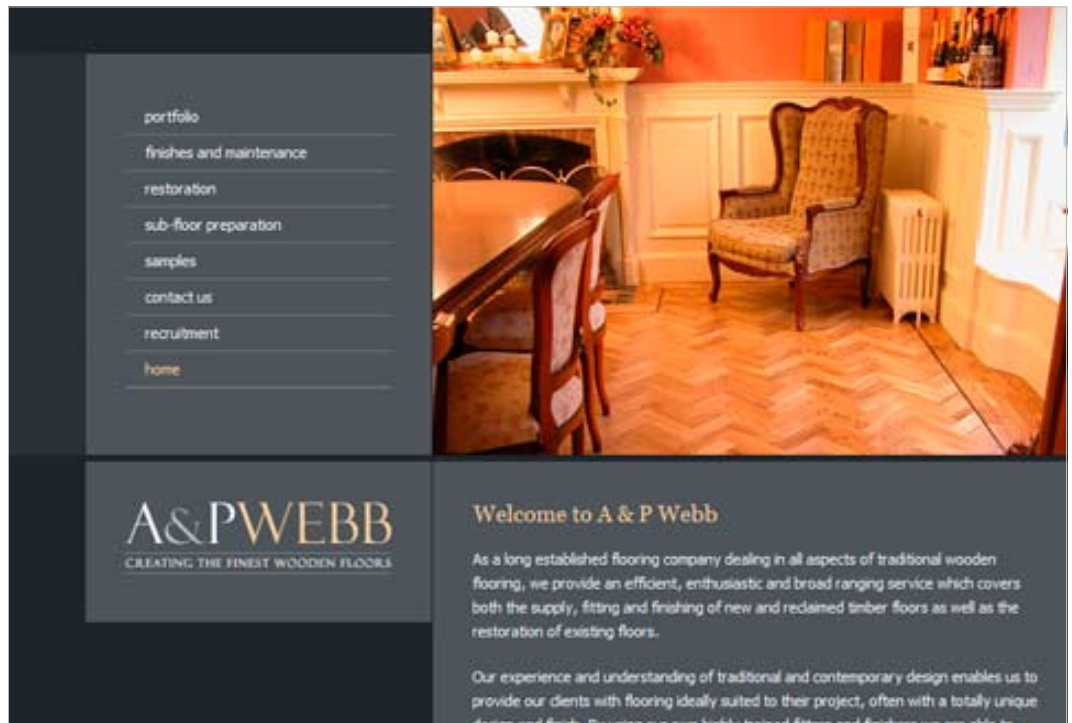 portfolio
finishes and maintenance
restoration
sub-floor preparation
samples
contact us
recruitment
home
A&PWEBB
CREATING THE FINEST WOODEN FLOORS
Welcome to A & P Webb
As a long established flooring company dealing in all aspects of traditional wooden
flooring, we provide an efficient, enthusiastic and broad ranging service which covers
both the supply, fitting and finishing of new and reclaimed timber floors as well as the
restoration of existing floors.
Our experience and understanding of traditional and contemporary design enables us to
provide our clients with flooring ideally suited to their project, often with a totally unique